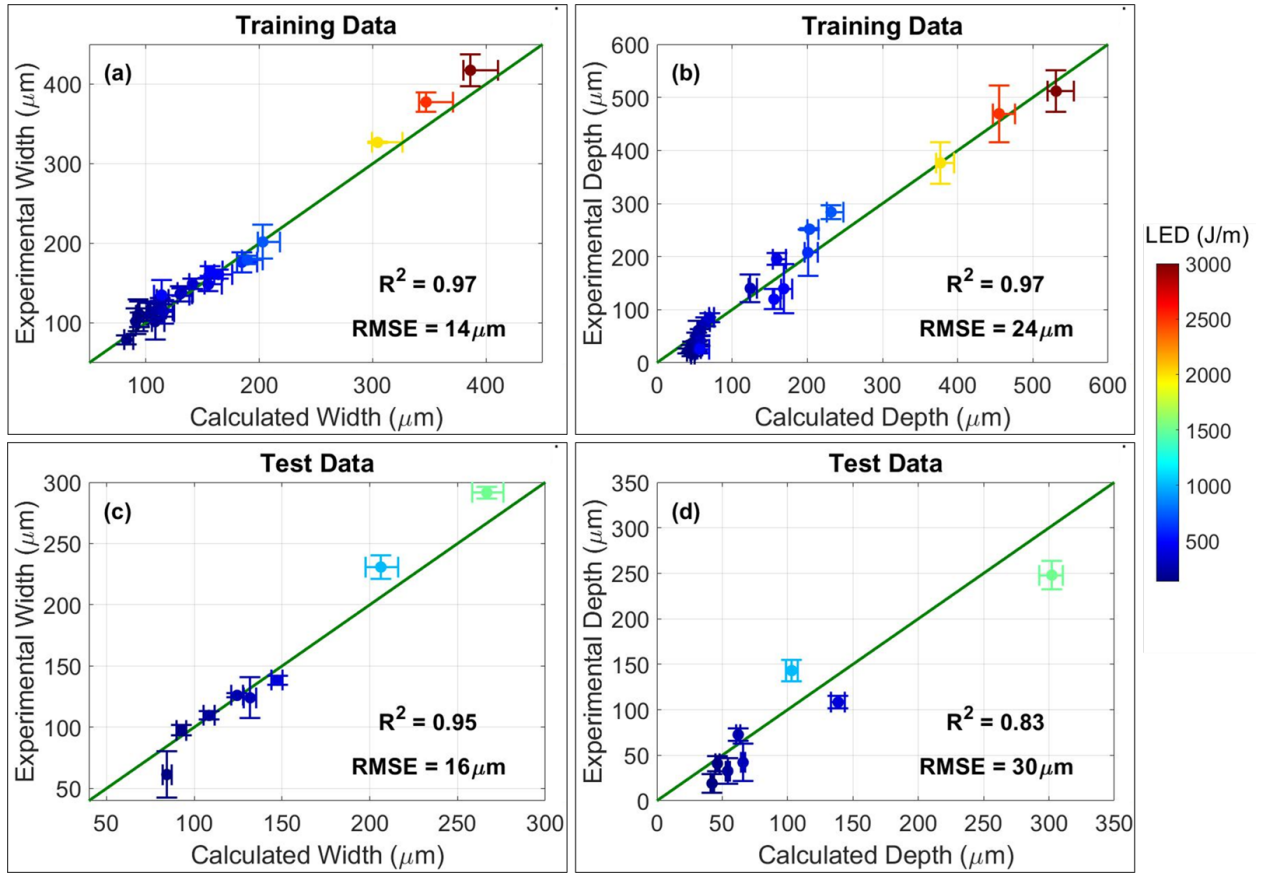 Training Data
(a)
Experimental Width (μm)
400
300
200
100
R² = 0.97
RMSE = 14μm
100 200 300 400
Calculated Width (μm)
Training Data
(b)
Experimental Depth (μm)
600
500
400
300
200
100
0
R² = 0.97
RMSE = 24μm
0 100 200 300 400 500 600
Calculated Depth (μm)
Test Data
(c)
Experimental Width (μm)
300
250
200
150
100
50
R² = 0.95
RMSE = 16μm
50 100 150 200 250 300
Calculated Width (μm)
Test Data
(d)
Experimental Depth (μm)
350
300
250
200
150
100
50
0
R² = 0.83
RMSE = 30μm
0 50 100 150 200 250 300 350
Calculated Depth (μm)
LED (J/m)
3000
2500
2000
1500
1000
500